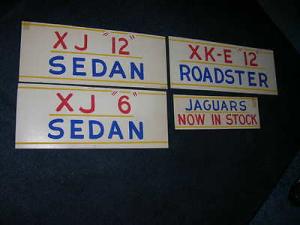 XJ "12"
SEDAN
XK-E "12"
ROADSTER
XJ "6"
SEDAN
JAGUARS
NOW IN STOCK